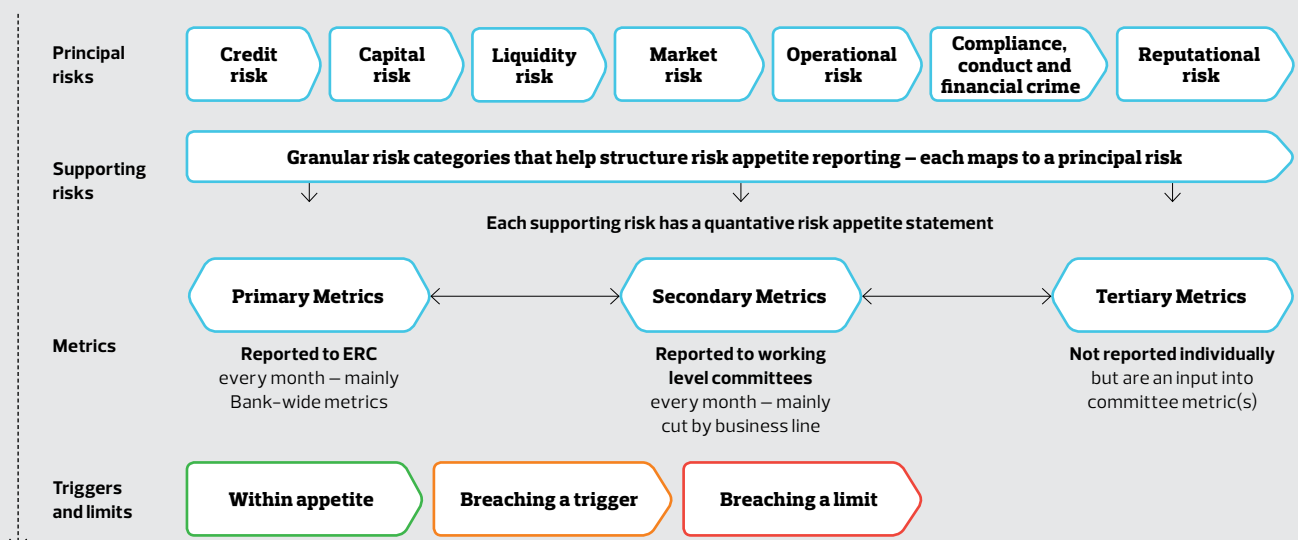 Principal
risks
Credit
risk
Capital
risk
Liquidity
risk
Market
risk
Operational
risk
Compliance,
conduct and
financial crime
Reputational
risk
Supporting
risks
Granular risk categories that help structure risk appetite reporting – each maps to a principal risk
Each supporting risk has a quantative risk appetite statement
Metrics
Primary Metrics
Reported to ERC
every month – mainly
Bank-wide metrics
Secondary Metrics
Reported to working
level committees
every month – mainly
cut by business line
Tertiary Metrics
Not reported individually
but are an input into
committee metric(s)
Triggers
and limits
Within appetite
Breaching a trigger
Breaching a limit